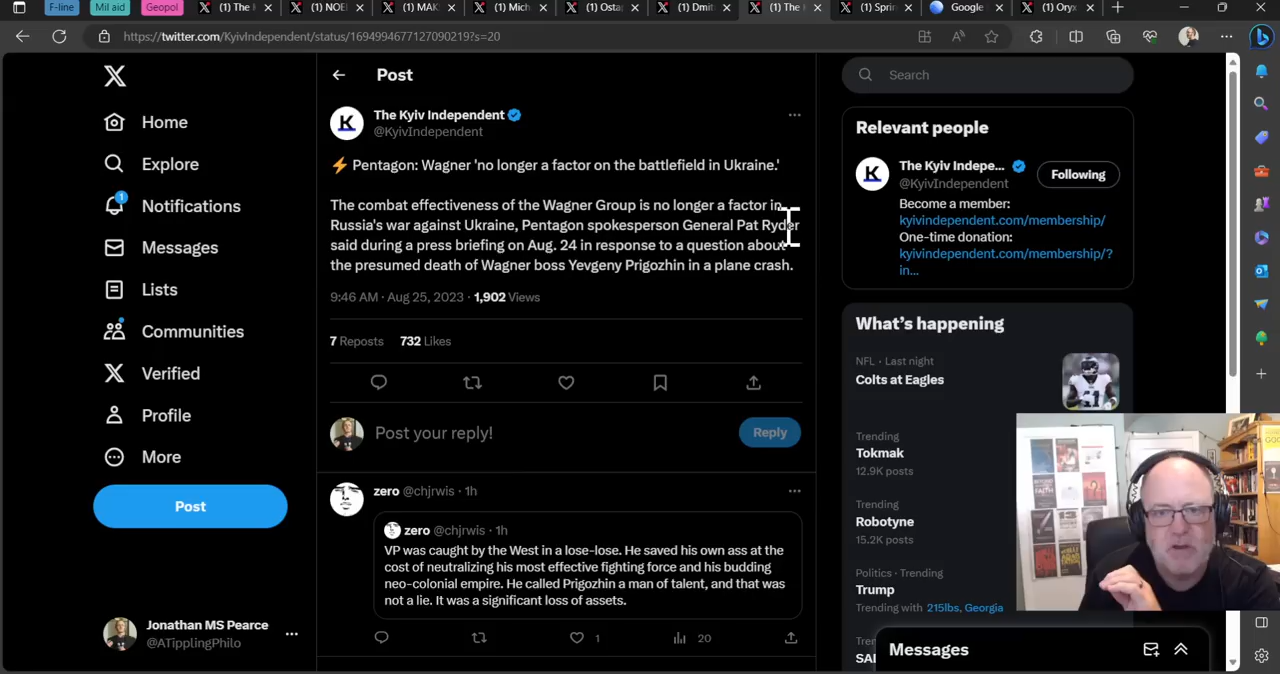 F-line
Mil aid
Geopol
(1) The
(1) NOE
(1) MAK
(1) Mich
(1) Osta
(1) Dmit
(1) The
(1) Sprin
Google
(1) Oryx
https://twitter.com/KyivIndependent/status/1694994677127090219?s=20
Home
Explore
1
Notifications
Messages
Lists
Communities
Verified
Profile
More
Post
Jonathan MS Pearce
@ATipplingPhilo
Post
The Kyiv Independent
@KyivIndependent
⚡ Pentagon: Wagner 'no longer a factor on the battlefield in Ukraine.'
The combat effectiveness of the Wagner Group is no longer a factor in
Russia's war against Ukraine, Pentagon spokesperson General Pat Ryder
said during a press briefing on Aug. 24 in response to a question about
the presumed death of Wagner boss Yevgeny Prigozhin in a plane crash.
9:46 AM · Aug 25, 2023 · 1,902 Views
7 Reposts 732 Likes
Post your reply!
Reply
zero @chjrwis · 1h
zero @chjrwis · 1h
VP was caught by the West in a lose-lose. He saved his own ass at the
cost of neutralizing his most effective fighting force and his budding
neo-colonial empire. He called Prigozhin a man of talent, and that was
not a lie. It was a significant loss of assets.
1
20
Search
Relevant people
The Kyiv Indepe...
@KyivIndependent
Following
Become a member:
kyivindependent.com/membership/
One-time donation:
kyivindependent.com/membership/?
in...
What's happening
NFL · Last night
Colts at Eagles
Trending
Tokmak
12.9K posts
Trending
Robotyne
15.2K posts
Politics · Trending
Trump
Trending with 215lbs, Georgia
Messages